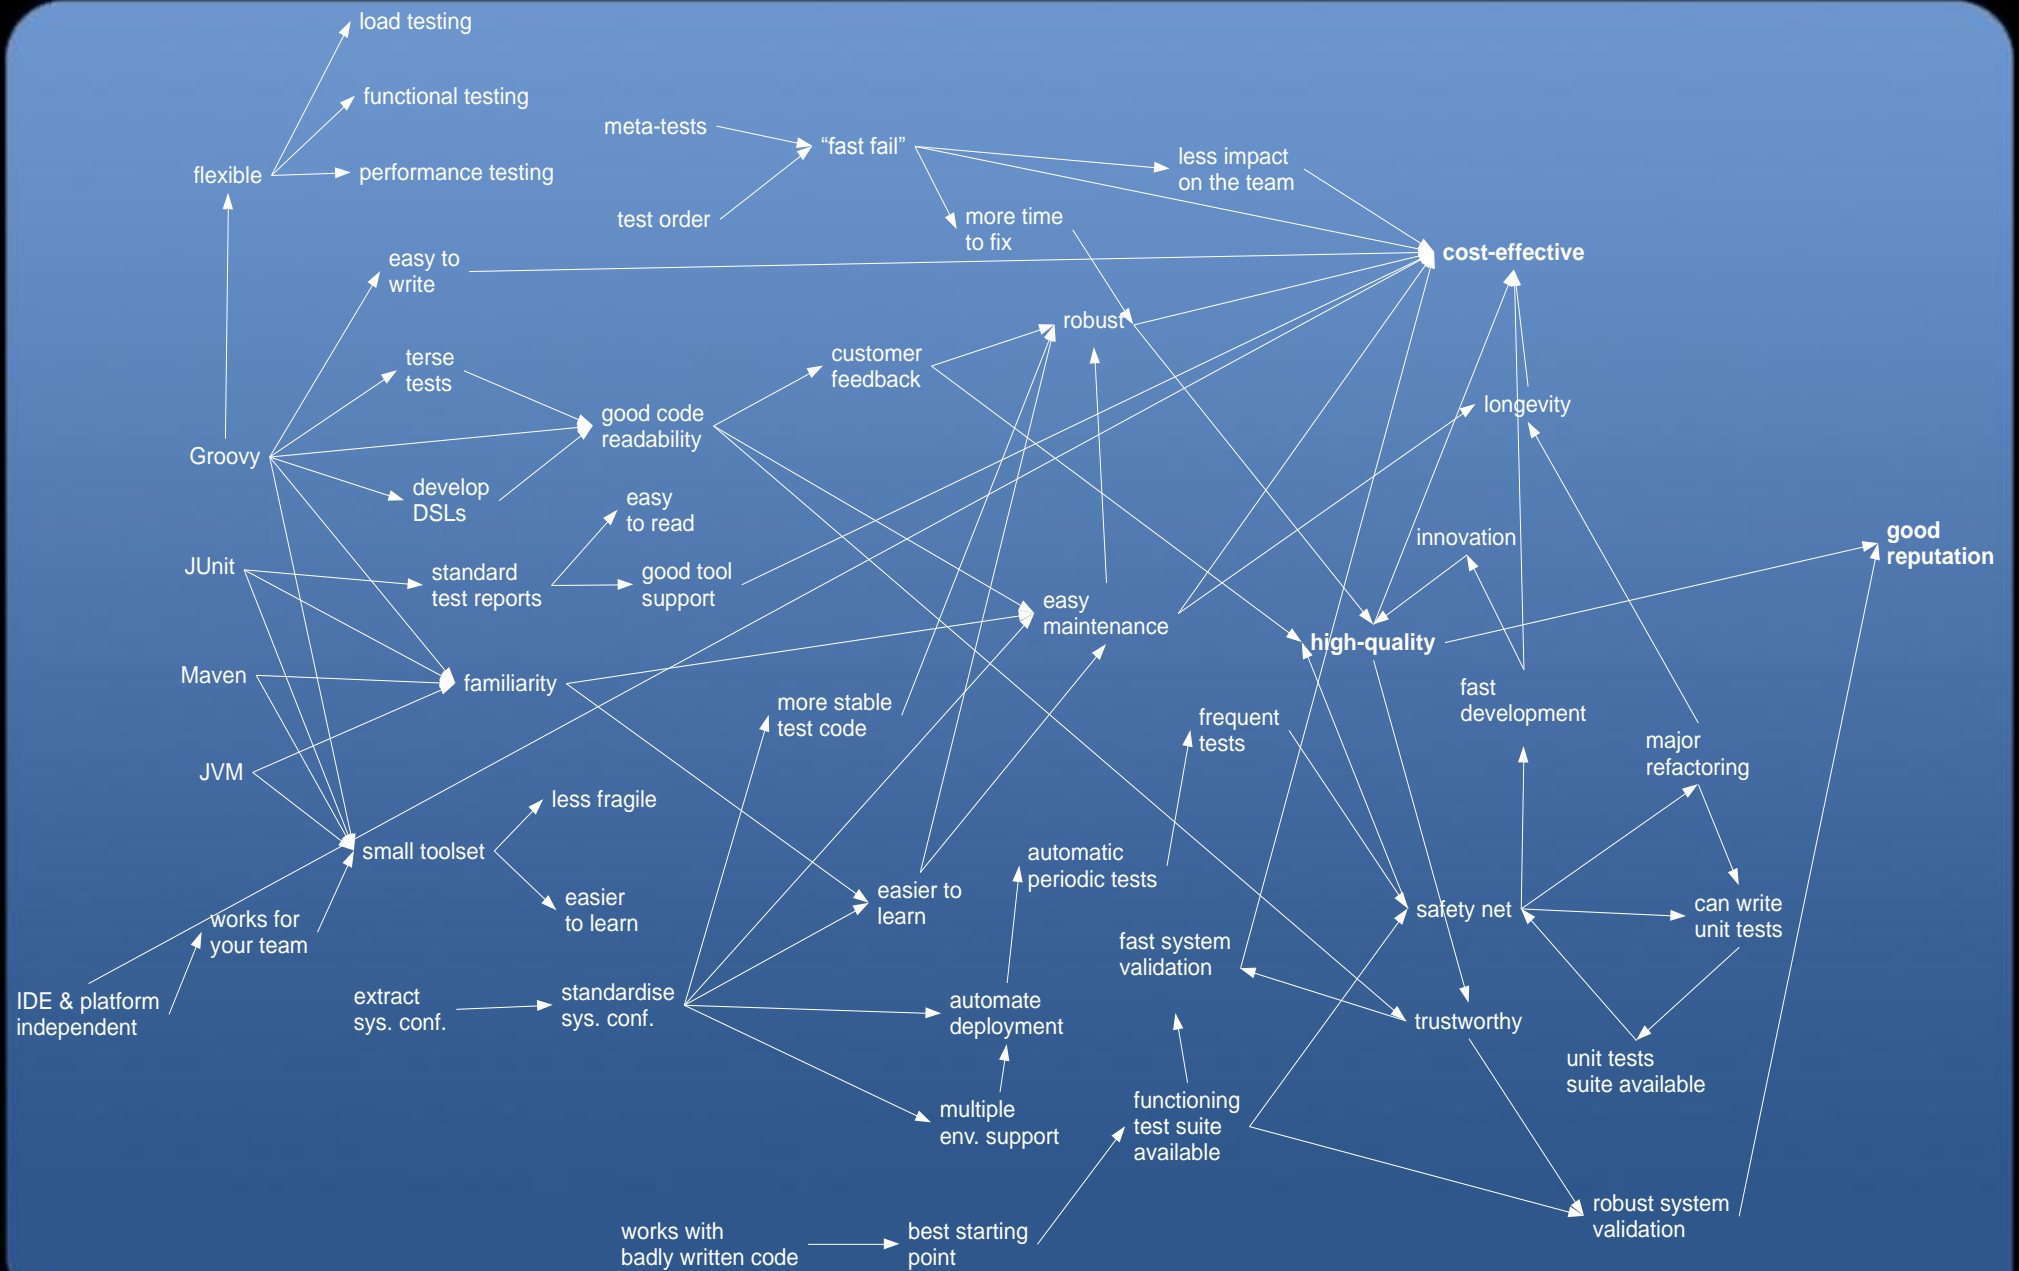 load testing
functional testing
meta-tests
“fast fail”
less impact
on the team
flexible
performance testing
test order
more time
to fix
easy to
write
cost-effective
robust
terse
tests
customer
feedback
longevity
good code
readability
Groovy
develop
DSLs
easy
to read
innovation
good
reputation
JUnit
standard
test reports
good tool
support
easy
maintenance
high-quality
Maven
familiarity
more stable
test code
frequent
tests
fast
development
major
refactoring
JVM
less fragile
small toolset
automatic
periodic tests
easier
to learn
easier to
learn
safety net
can write
unit tests
works for
your team
fast system
validation
IDE & platform
independent
extract
sys. conf.
standardise
sys. conf.
automate
deployment
trustworthy
unit tests
suite available
multiple
env. support
functioning
test suite
available
robust system
validation
works with
badly written code
best starting
point